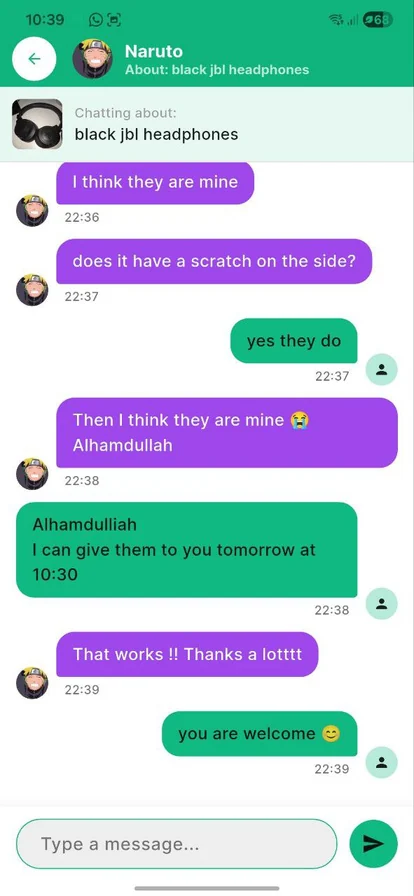 10:39
68
Naruto
About: black jbl headphones
Chatting about:
black jbl headphones
I think they are mine
22:36
does it have a scratch on the side?
22:37
yes they do
22:37
Then I think they are mine 😭
Alhamdullah
22:38
Alhamdulliah
I can give them to you tomorrow at
10:30
22:38
That works !! Thanks a lotttt
22:39
you are welcome 😊
22:39
Type a message...